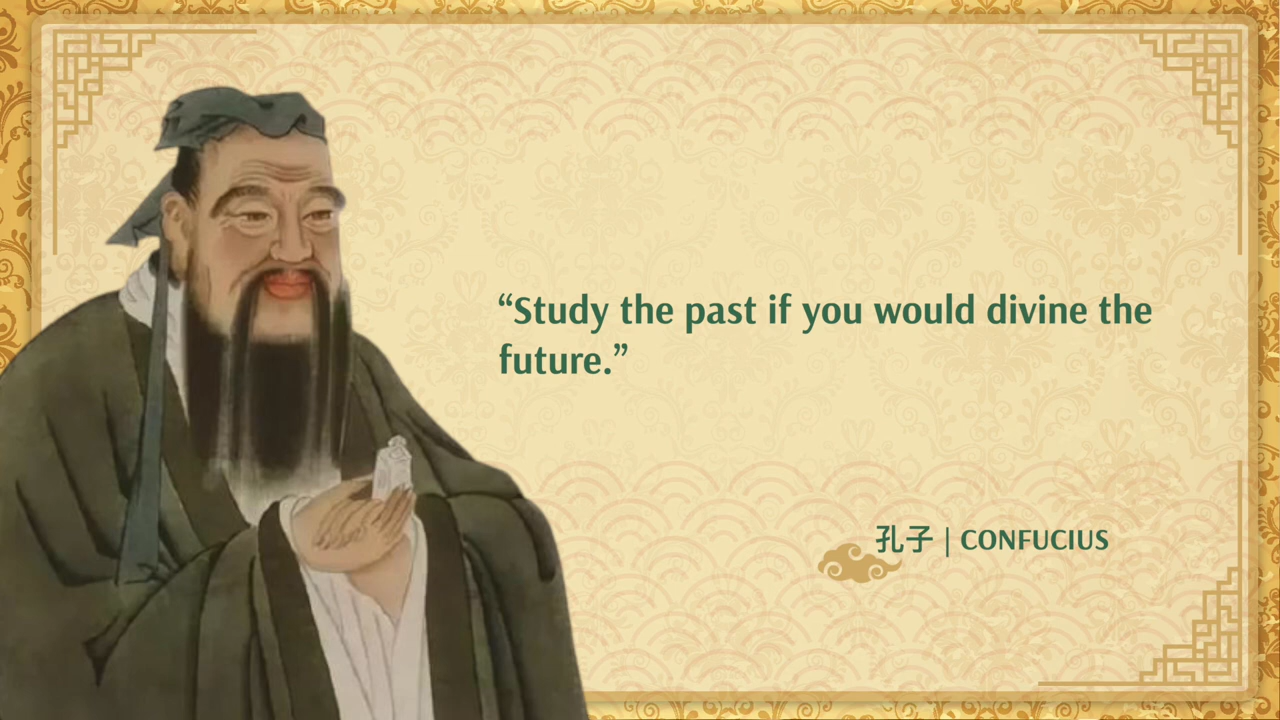 “Study the past if you would divine the
future.”
孔子 | CONFUCIUS